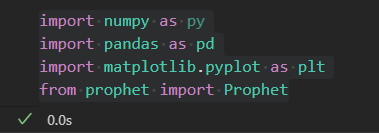 import numpy as py
import pandas as pd
import matplotlib.pyplot as plt
from prophet import Prophet
0.0s